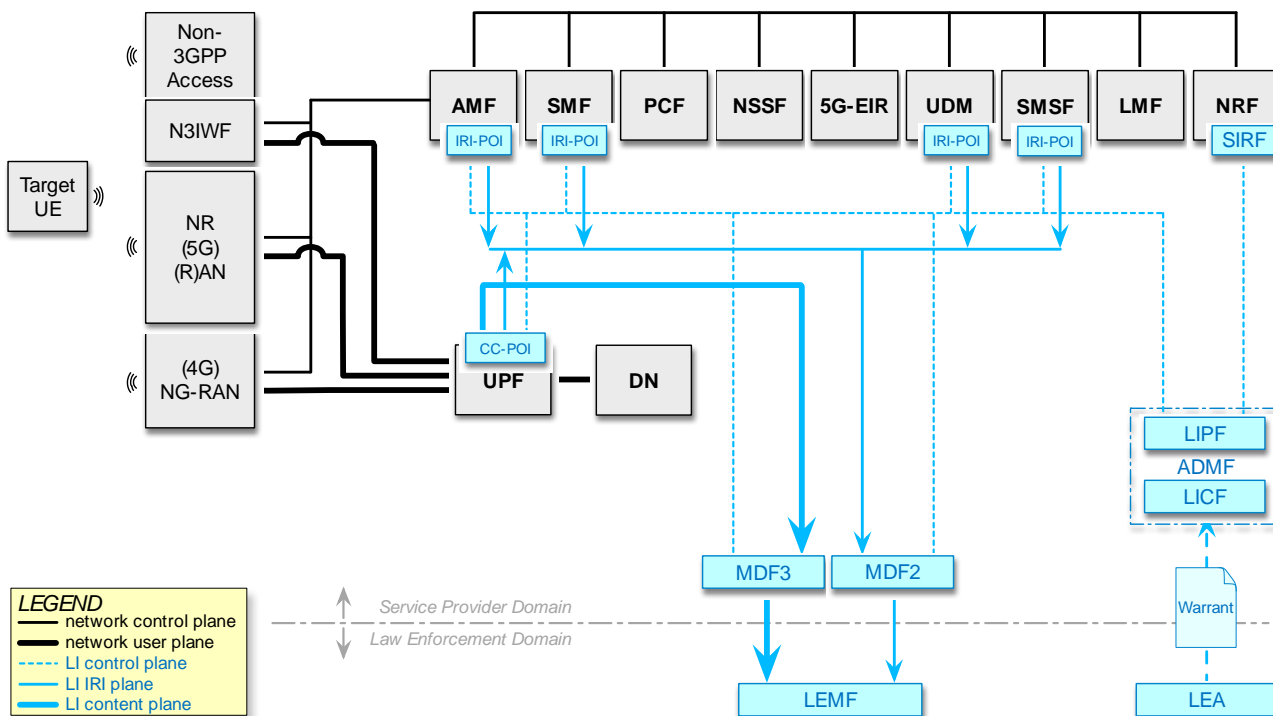 Non-
3GPP
Access
N3IWF
Target
UE
NR
(5G)
(R)AN
(4G)
NG-RAN
AMF
SMF
PCF
NSSF
5G-EIR
UDM
SMSF
LMF
NRF
IRI-POI
IRI-POI
IRI-POI
IRI-POI
SIRF
CC-POI
UPF
DN
LIPF
ADMF
LICF
MDF3
MDF2
Warrant
LEGEND
network control plane
network user plane
LI control plane
LI IRI plane
LI content plane
Service Provider Domain
Law Enforcement Domain
LEMF
LEA